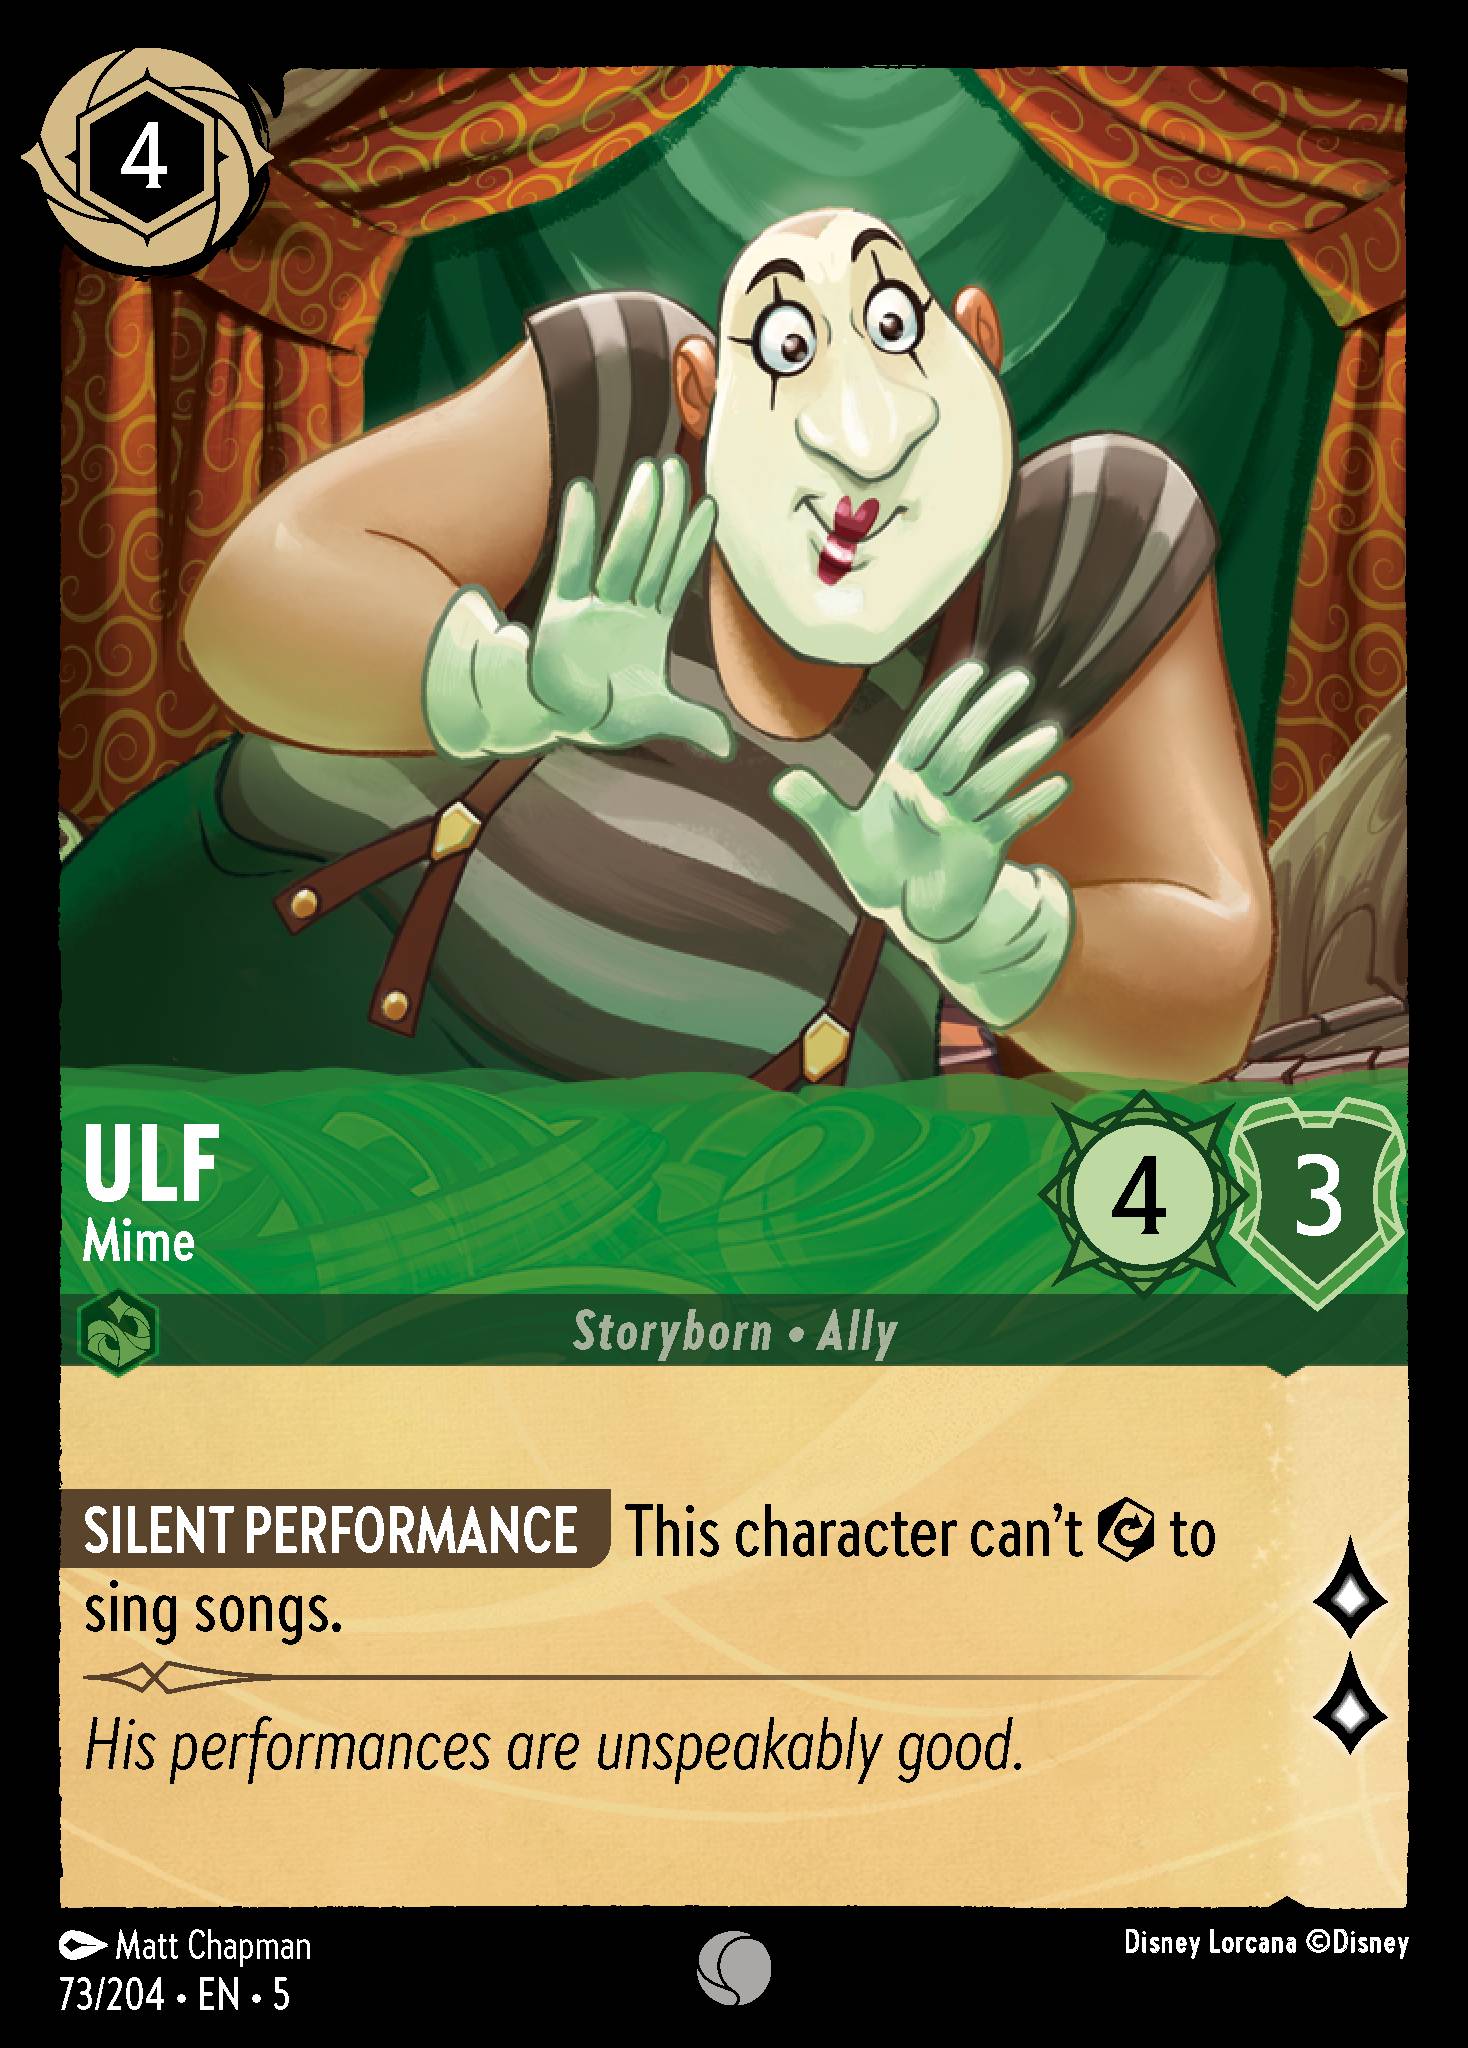 4
ULF
Mime
4
3
Storyborn • Ally
SILENT PERFORMANCE This character can’t to
sing songs.
His performances are unspeakably good.
Matt Chapman
Disney Lorcana ©Disney
73/204 • EN • 5